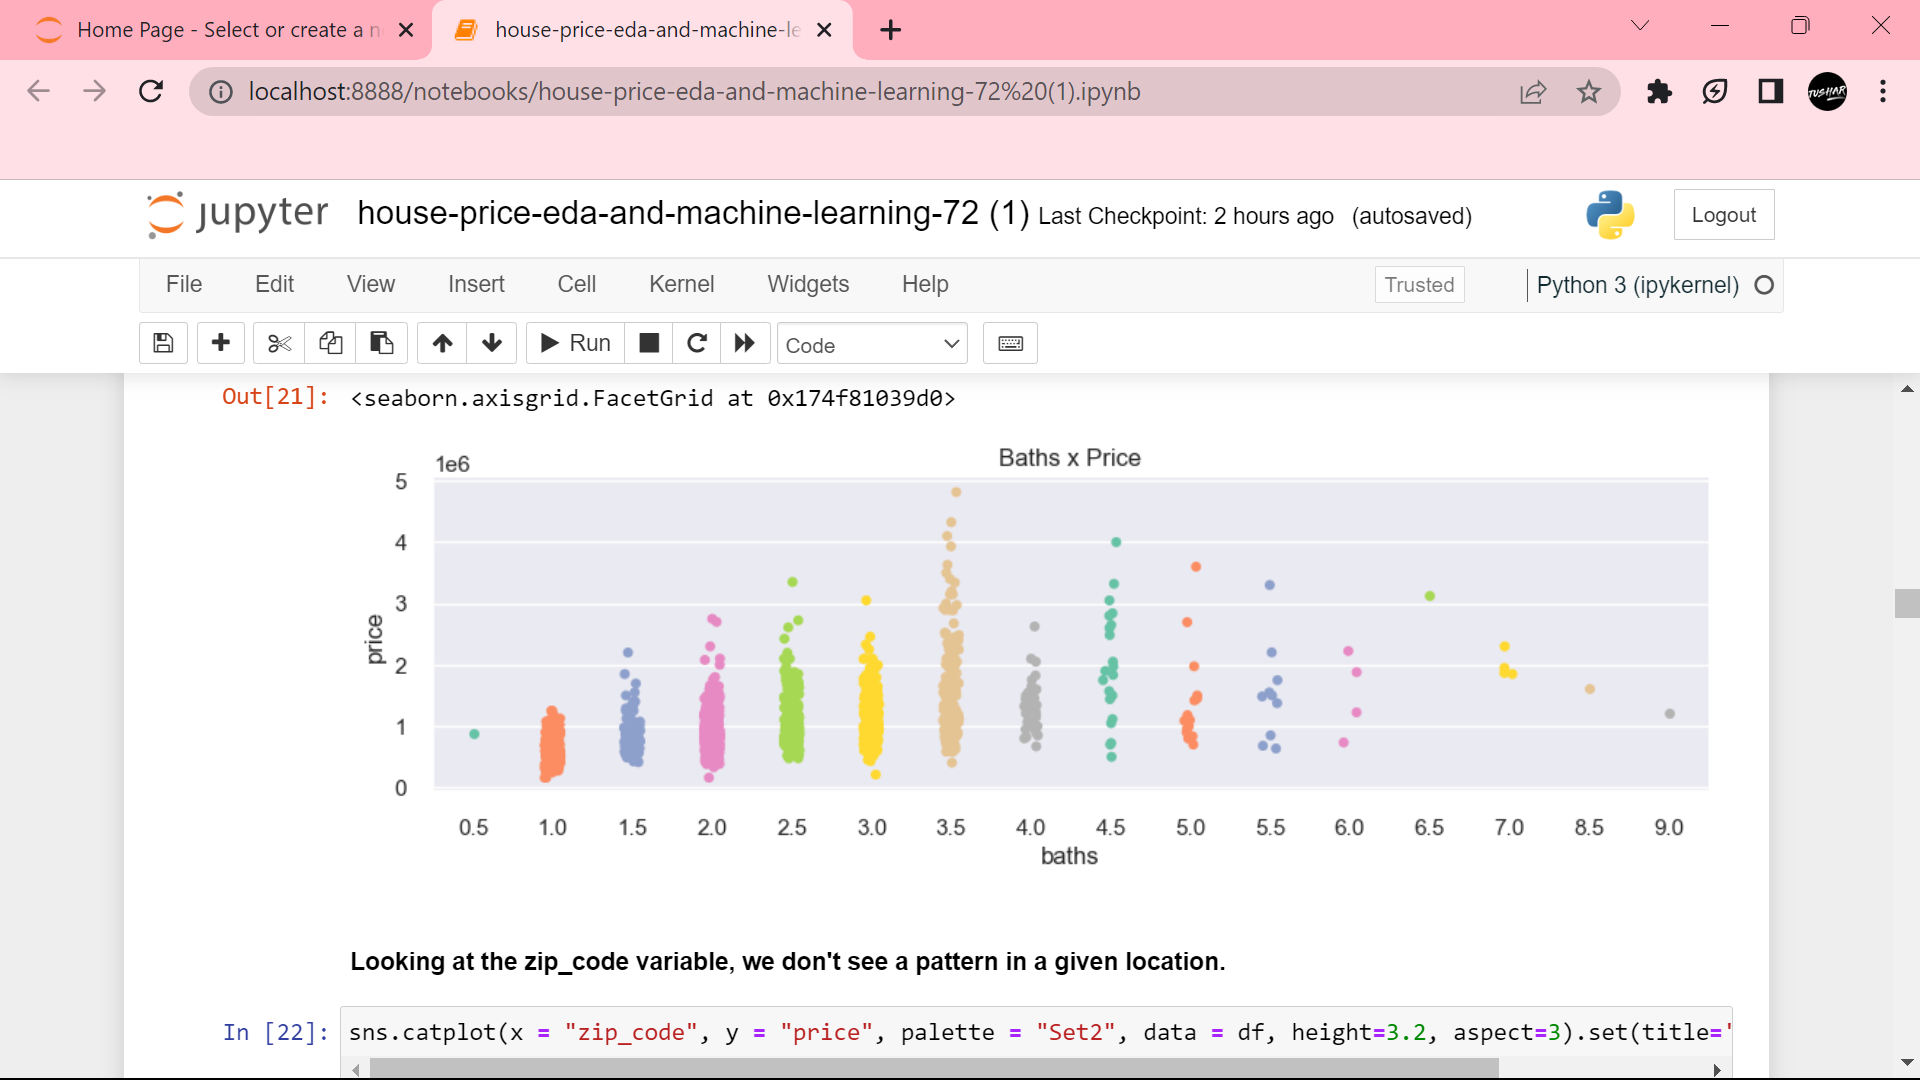 Home Page - Select or create a n
house-price-eda-and-machine-le
localhost:8888/notebooks/house-price-eda-and-machine-learning-72%20(1).ipynb
TUSHAR
jupyter house-price-eda-and-machine-learning-72 (1) Last Checkpoint: 2 hours ago (autosaved)
Logout
File Edit View Insert Cell Kernel Widgets Help Trusted Python 3 (ipykernel)
Run Code
Out[21]: <seaborn.axisgrid.FacetGrid at 0x174f81039d0>
Baths x Price
1e6
5
4
3
2
1
0
price
0.5 1.0 1.5 2.0 2.5 3.0 3.5 4.0 4.5 5.0 5.5 6.0 6.5 7.0 8.5 9.0
baths
Looking at the zip_code variable, we don't see a pattern in a given location.
In [22]: sns.catplot(x = "zip_code", y = "price", palette = "Set2", data = df, height=3.2, aspect=3).set(title='